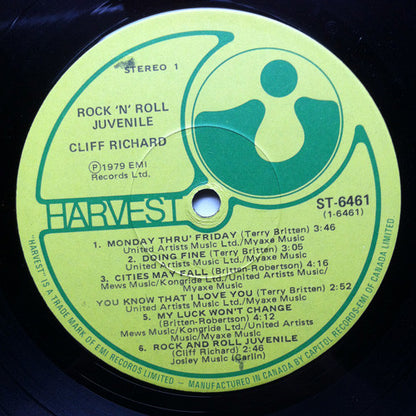 STEREO 1
ROCK 'N' ROLL
JUVENILE
CLIFF RICHARD
Ⓟ1979 EMI
Records Ltd.
HARVEST
ST-6461
(1-6461)
1. MONDAY THRU' FRIDAY (Terry Britten) 3:46
United Artists Music Ltd./Myaxe Music
2. DOING FINE (Terry Britten) 3:05
United Artists Music Ltd./Myaxe Music
3. CITIES MAY FALL (Britten-Robertson) 4:16
Mews Music/Kongride Ltd./United Artists Music/
Myaxe Music
YOU KNOW THAT I LOVE YOU (Terry Britten) 2:52
United Artists Music Ltd./Myaxe Music
5. MY LUCK WON'T CHANGE
(Britten-Robertson) 4:12
Mews Music/Kongride Ltd./United Artists
Music/Myaxe Music
6. ROCK AND ROLL JUVENILE
(Cliff Richard) 2:46
Josley Music (Carlin)
"HARVEST" IS A TRADE MARK OF EMI RECORDS LIMITED — MANUFACTURED IN CANADA BY CAPITOL RECORDS-EMI OF CANADA LIMITED